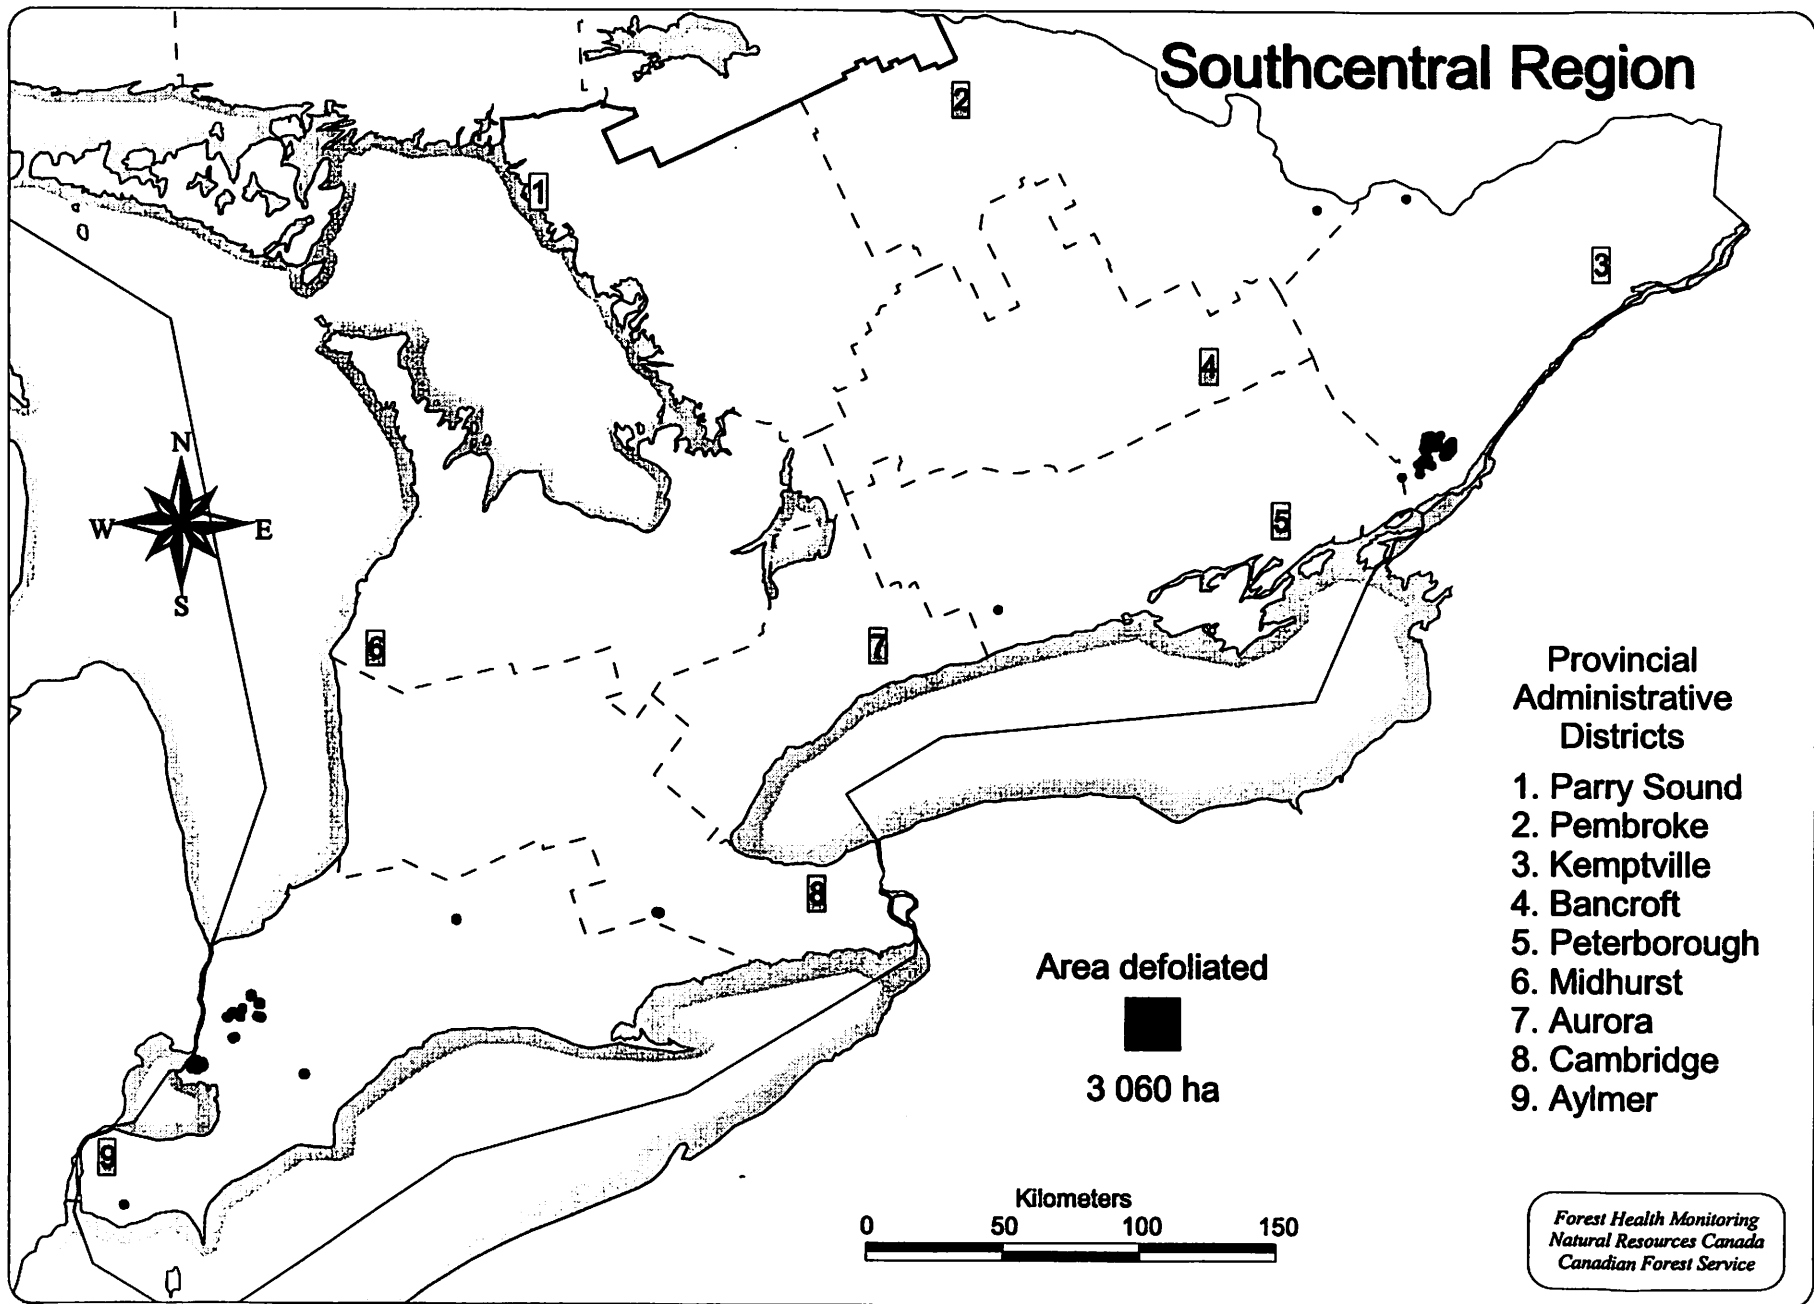 Southcentral Region
2
1
3
4
N
W
E
S
5
6
7
Provincial
Administrative
Districts
1. Parry Sound
2. Pembroke
3. Kemptville
4. Bancroft
5. Peterborough
6. Midhurst
7. Aurora
8. Cambridge
9. Aylmer
8
Area defoliated
3 060 ha
9
Kilometers
0 50 100 150
Forest Health Monitoring
Natural Resources Canada
Canadian Forest Service